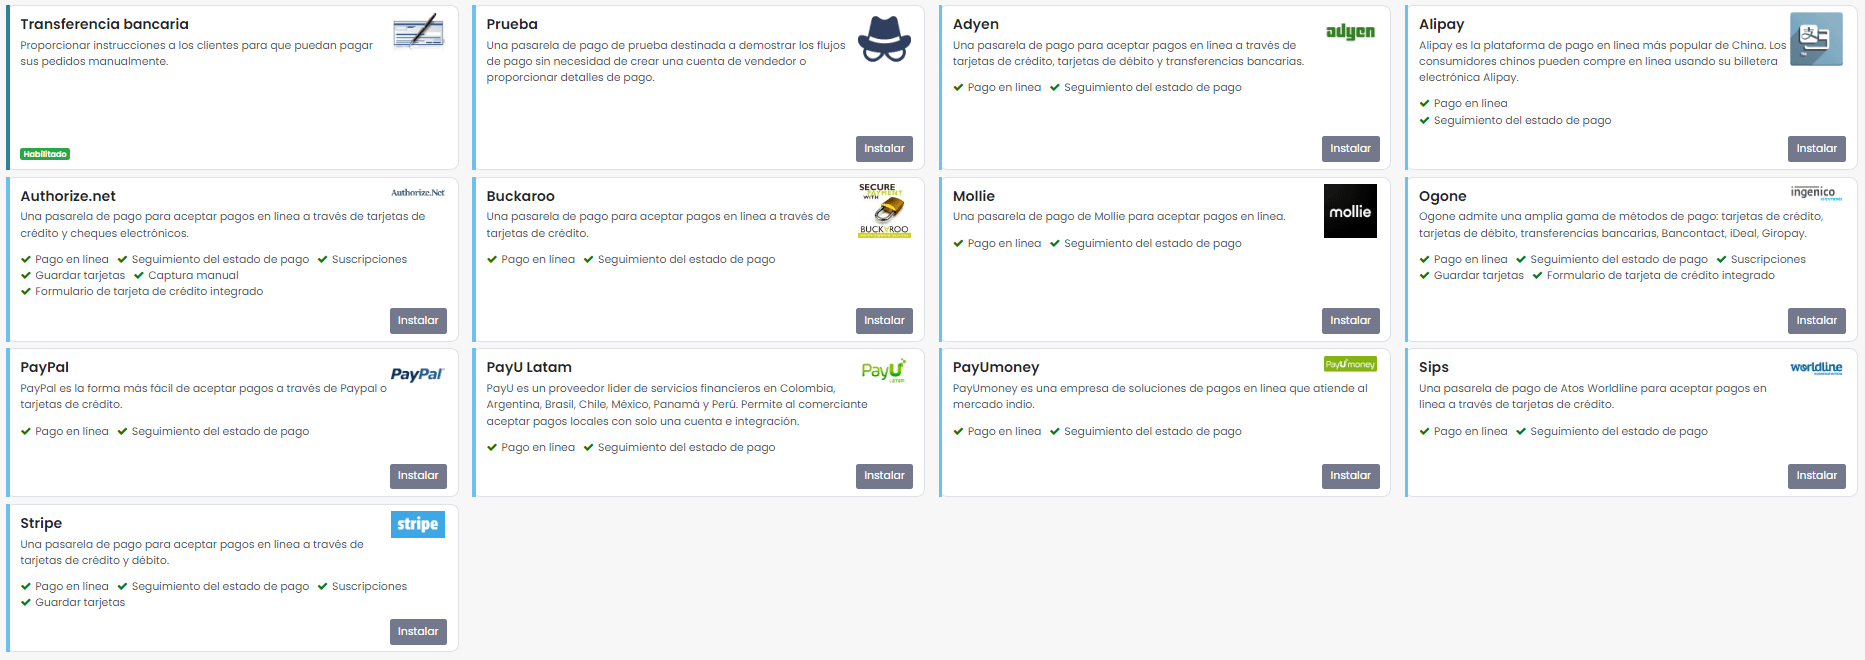 Transferencia bancaria
Proporcionar instrucciones a los clientes para que puedan pagar
sus pedidos manualmente.
Habilitado
Prueba
Una pasarela de pago de prueba destinada a demostrar los flujos
de pago sin necesidad de crear una cuenta de vendedor o
proporcionar detalles de pago.
Instalar
Adyen
adyen
Una pasarela de pago para aceptar pagos en línea a través de
tarjetas de crédito, tarjetas de débito y transferencias bancarias.
Pago en línea Seguimiento del estado de pago
Instalar
Alipay
Alipay es la plataforma de pago en línea más popular de China. Los
consumidores chinos pueden compre en línea usando su billetera
electrónica Alipay.
Pago en línea
Seguimiento del estado de pago
Instalar
Authorize.net
Authorize.Net
Una pasarela de pago para aceptar pagos en línea a través de tarjetas de
crédito y cheques electrónicos.
Pago en línea Seguimiento del estado de pago Suscripciones
Guardar tarjetas Captura manual
Formulario de tarjeta de crédito integrado
Instalar
Buckaroo
SECURE
PAYMENT
WITH
BUCKAROO
Una pasarela de pago para aceptar pagos en línea a través de
tarjetas de crédito.
Pago en línea Seguimiento del estado de pago
Instalar
Mollie
mollie
Una pasarela de pago de Mollie para aceptar pagos en línea.
Pago en línea Seguimiento del estado de pago
Instalar
Ogone
ingenico
Ogone admite una amplia gama de métodos de pago: tarjetas de crédito,
tarjetas de débito, transferencias bancarias, Bancontact, iDeal, Giropay.
Pago en línea Seguimiento del estado de pago Suscripciones
Guardar tarjetas Formulario de tarjeta de crédito integrado
Instalar
PayPal
PayPal
PayPal es la forma más fácil de aceptar pagos a través de Paypal o
tarjetas de crédito.
Pago en línea Seguimiento del estado de pago
Instalar
PayU Latam
PayU
LATAM
PayU es un proveedor líder de servicios financieros en Colombia,
Argentina, Brasil, Chile, México, Panamá y Perú. Permite al comerciante
aceptar pagos locales con solo una cuenta e integración.
Pago en línea Seguimiento del estado de pago
Instalar
PayUmoney
PayUmoney
PayUmoney es una empresa de soluciones de pagos en línea que atiende al
mercado indio.
Pago en línea Seguimiento del estado de pago
Instalar
Sips
worldline
Una pasarela de pago de Atos Worldline para aceptar pagos en
línea a través de tarjetas de crédito.
Pago en línea Seguimiento del estado de pago
Instalar
Stripe
stripe
Una pasarela de pago para aceptar pagos en línea a través de
tarjetas de crédito y débito.
Pago en línea Seguimiento del estado de pago Suscripciones
Guardar tarjetas
Instalar